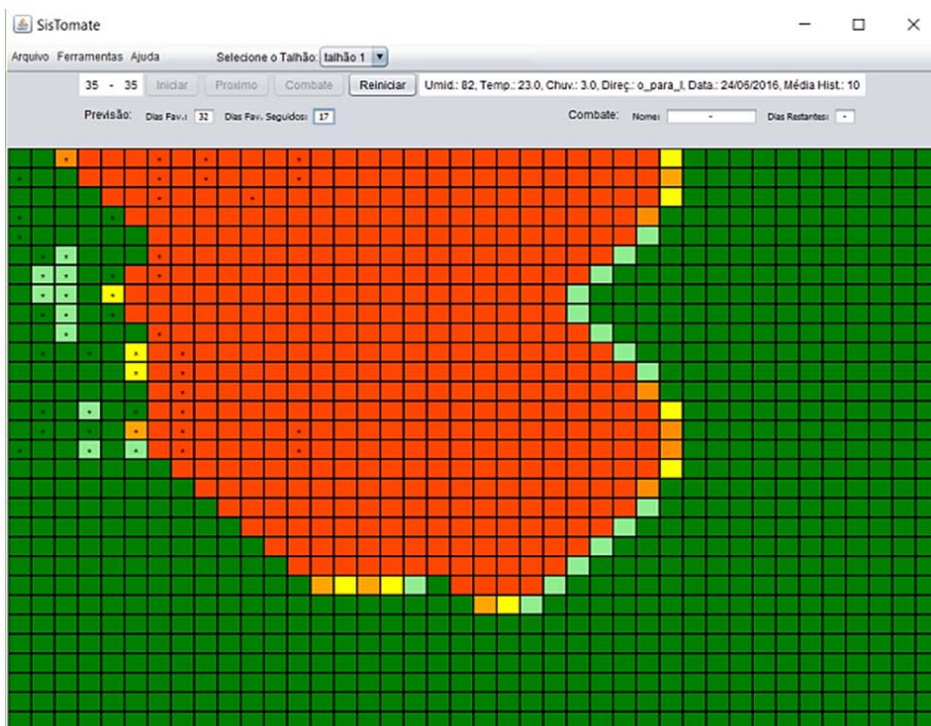 SisTomate
Arquivo Ferramentas Ajuda Selecione o Talhão: talhão 1
35 - 35 Iniciar Proximo Combate Reiniciar Umid.: 82, Temp.: 23.0, Chuv.: 3.0, Direç.: o_para_l, Data.: 24/06/2016, Média Hist.: 10
Previsão: Dias Fav.: 32 Dias Fav. Seguidos: 17 Combate: Nome: - Dias Restantes: -